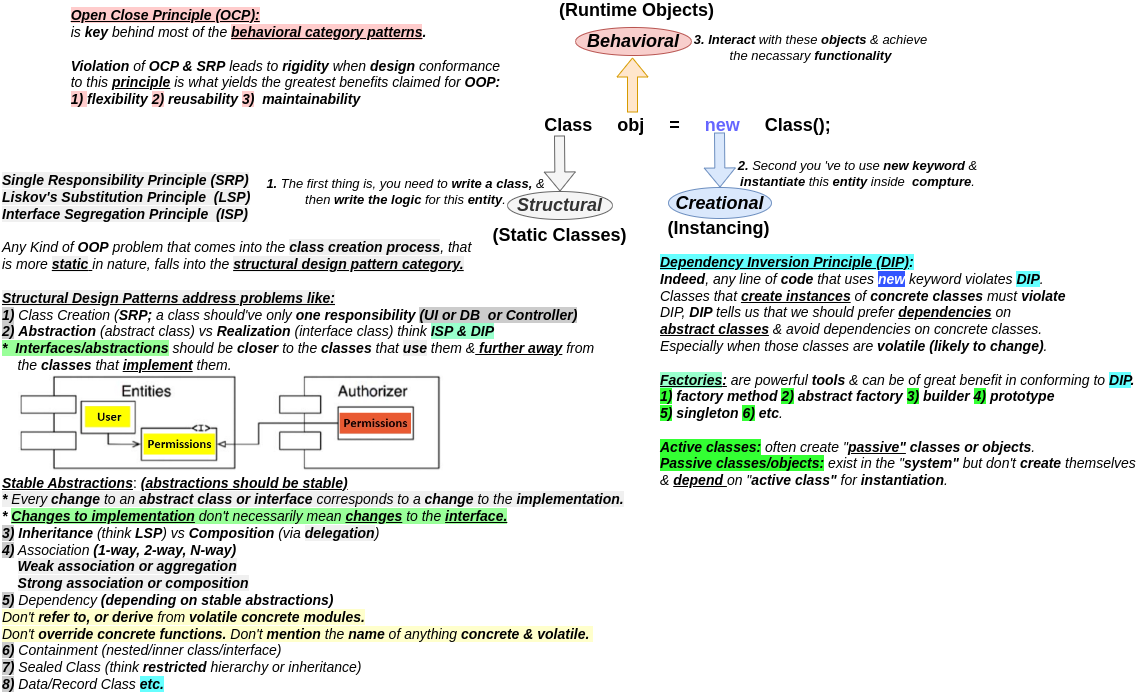 Open Close Principle (OCP):
is key behind most of the behavioral category patterns.
Violation of OCP & SRP leads to rigidity when design conformance
to this principle is what yields the greatest benefits claimed for OOP:
1) flexibility 2) reusability 3)  maintainability
(Runtime Objects)
Behavioral
3. Interact with these objects & achieve
the necassary functionality
Class obj = new Class();
1. The first thing is, you need to write a class, &
then write the logic for this entity.
Structural
(Static Classes)
2. Second you 've to use new keyword &
instantiate this entity inside  compture.
Creational
(Instancing)
Single Responsibility Principle (SRP)
Liskov's Substitution Principle  (LSP)
Interface Segregation Principle  (ISP)
Any Kind of OOP problem that comes into the class creation process, that
is more static in nature, falls into the structural design pattern category.
Structural Design Patterns address problems like:
1) Class Creation (SRP; a class should've only one responsibility (UI or DB  or Controller)
2) Abstraction (abstract class) vs Realization (interface class) think ISP & DIP
*  Interfaces/abstractions should be closer to the classes that use them & further away from
the classes that implement them.
Entities
User
<I>
Permissions
Authorizer
Permissions
Stable Abstractions: (abstractions should be stable)
* Every change to an abstract class or interface corresponds to a change to the implementation.
* Changes to implementation don't necessarily mean changes to the interface.
3) Inheritance (think LSP) vs Composition (via delegation)
4) Association (1-way, 2-way, N-way)
Weak association or aggregation
Strong association or composition
5) Dependency (depending on stable abstractions)
Don't refer to, or derive from volatile concrete modules.
Don't override concrete functions. Don't mention the name of anything concrete & volatile.
6) Containment (nested/inner class/interface)
7) Sealed Class (think restricted hierarchy or inheritance)
8) Data/Record Class etc.
Dependency Inversion Principle (DIP):
Indeed, any line of code that uses new keyword violates DIP.
Classes that create instances of concrete classes must violate
DIP, DIP tells us that we should prefer dependencies on
abstract classes & avoid dependencies on concrete classes.
Especially when those classes are volatile (likely to change).
Factories: are powerful tools & can be of great benefit in conforming to DIP.
1) factory method 2) abstract factory 3) builder 4) prototype
5) singleton 6) etc.
Active classes: often create "passive" classes or objects.
Passive classes/objects: exist in the "system" but don't create themselves
& depend on "active class" for instantiation.